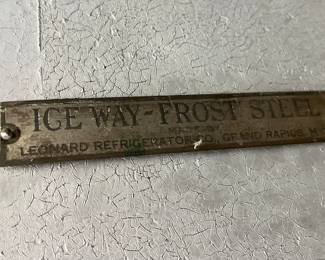 ICE WAY-FROST STEEL
LEONARD REFRIGERATOR CO. GRAND RAPIDS, M